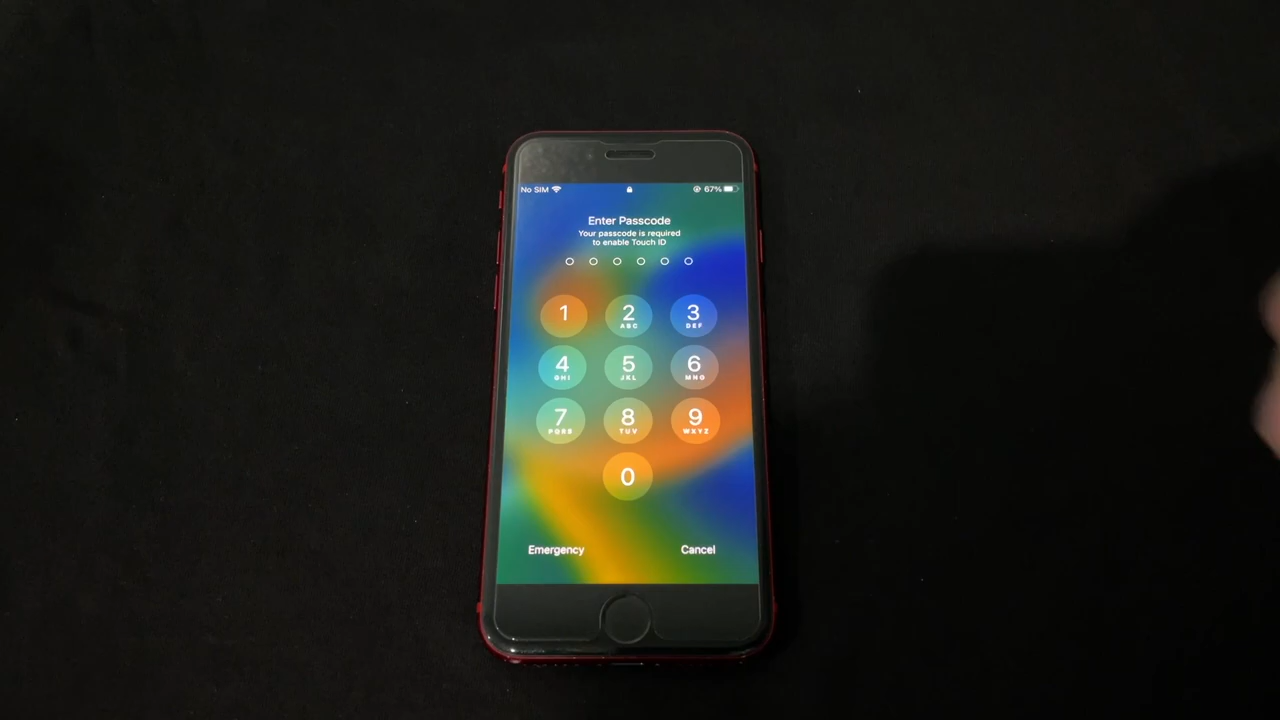 No SIM 67%
Enter Passcode
Your passcode is required
to enable Touch ID
1 2 3
ABC DEF
4 5 6
GHI JKL MNO
7 8 9
PQRS TUV WXYZ
0
Emergency Cancel